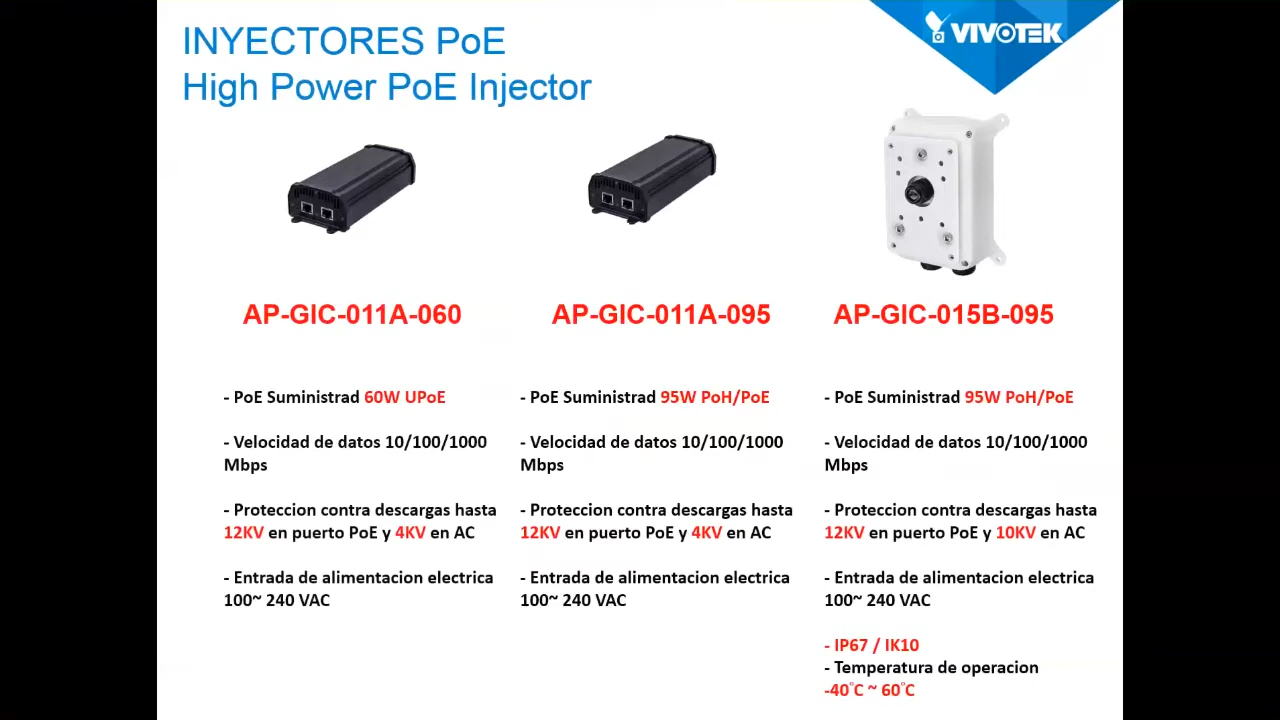 INYECTORES PoE
High Power PoE Injector
VIVOTEK
AP-GIC-011A-060
- PoE Suministrad 60W UPoE
- Velocidad de datos 10/100/1000
Mbps
- Proteccion contra descargas hasta
12KV en puerto PoE y 4KV en AC
- Entrada de alimentacion electrica
100~ 240 VAC
AP-GIC-011A-095
- PoE Suministrad 95W PoH/PoE
- Velocidad de datos 10/100/1000
Mbps
- Proteccion contra descargas hasta
12KV en puerto PoE y 4KV en AC
- Entrada de alimentacion electrica
100~ 240 VAC
AP-GIC-015B-095
- PoE Suministrad 95W PoH/PoE
- Velocidad de datos 10/100/1000
Mbps
- Proteccion contra descargas hasta
12KV en puerto PoE y 10KV en AC
- Entrada de alimentacion electrica
100~ 240 VAC
- IP67 / IK10
- Temperatura de operacion
-40°C ~ 60°C